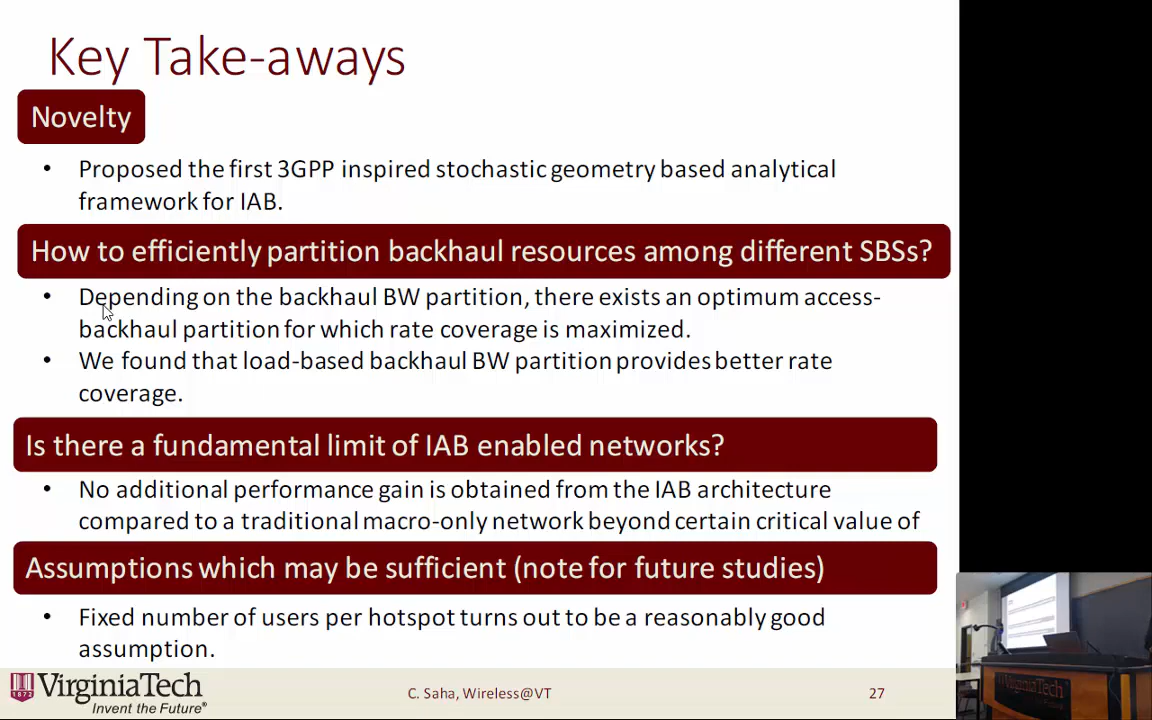 Key Take-aways
Novelty
• Proposed the first 3GPP inspired stochastic geometry based analytical
framework for IAB.
How to efficiently partition backhaul resources among different SBSs?
• Depending on the backhaul BW partition, there exists an optimum access-
backhaul partition for which rate coverage is maximized.
• We found that load-based backhaul BW partition provides better rate
coverage.
Is there a fundamental limit of IAB enabled networks?
• No additional performance gain is obtained from the IAB architecture
compared to a traditional macro-only network beyond certain critical value of
Assumptions which may be sufficient (note for future studies)
• Fixed number of users per hotspot turns out to be a reasonably good
assumption.
1872
VirginiaTech
Invent the Future®
C. Saha, Wireless@VT
27
VirginiaTech